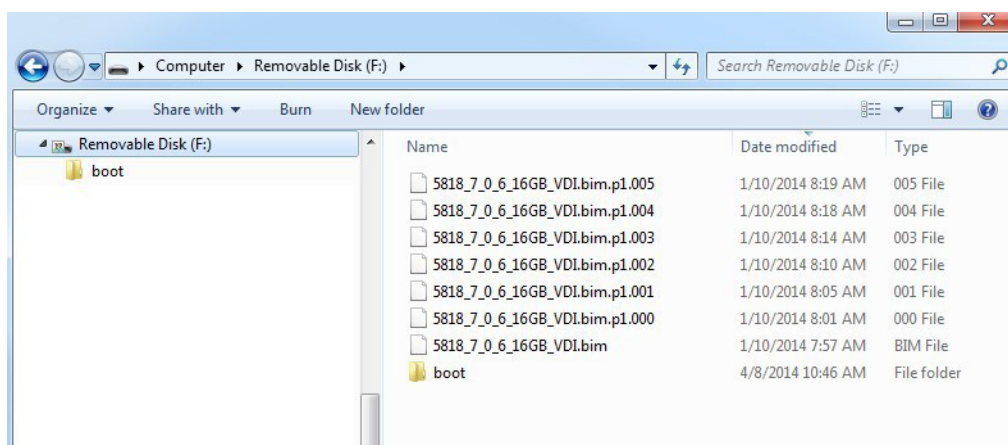 Computer Removable Disk (F:) Search Removable Disk (F:)
Organize Share with Burn New folder
Removable Disk (F:)
boot
Name Date modified Type
5818_7_0_6_16GB_VDI.bim.p1.005 1/10/2014 8:19 AM 005 File
5818_7_0_6_16GB_VDI.bim.p1.004 1/10/2014 8:18 AM 004 File
5818_7_0_6_16GB_VDI.bim.p1.003 1/10/2014 8:14 AM 003 File
5818_7_0_6_16GB_VDI.bim.p1.002 1/10/2014 8:10 AM 002 File
5818_7_0_6_16GB_VDI.bim.p1.001 1/10/2014 8:05 AM 001 File
5818_7_0_6_16GB_VDI.bim.p1.000 1/10/2014 8:01 AM 000 File
5818_7_0_6_16GB_VDI.bim 1/10/2014 7:57 AM BIM File
boot 4/8/2014 10:46 AM File folder